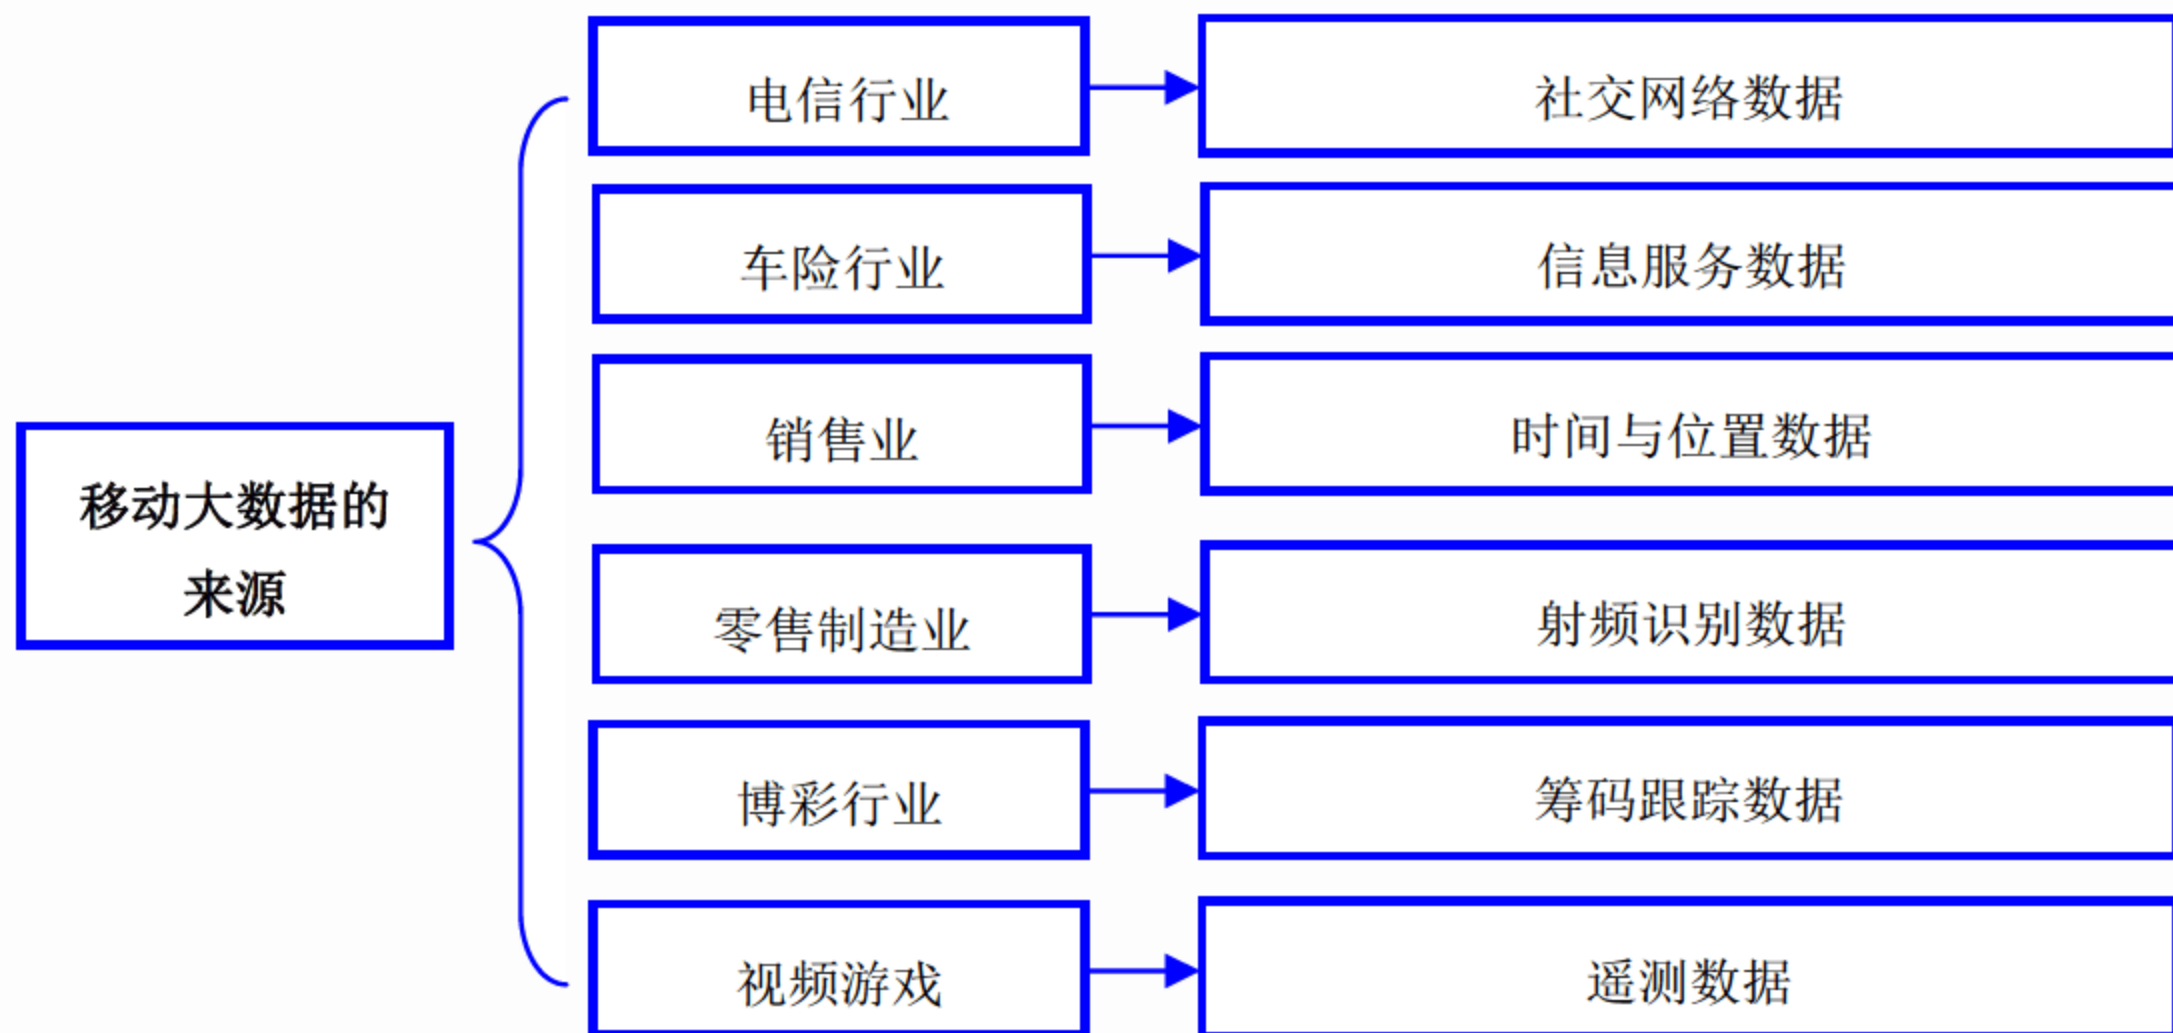 移动大数据的
来源
电信行业
社交网络数据
车险行业
信息服务数据
销售业
时间与位置数据
零售制造业
射频识别数据
博彩行业
筹码跟踪数据
视频游戏
遥测数据